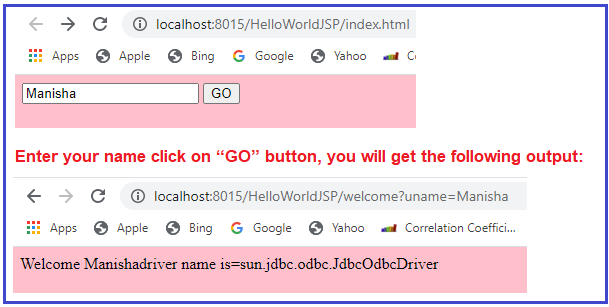 localhost:8015/HelloWorldJSP/index.html
Apps Apple Bing Google Yahoo
Manisha GO
Enter your name click on “GO” button, you will get the following output:
localhost:8015/HelloWorldJSP/welcome?uname=Manisha
Apps Apple Bing Google Yahoo Correlation Coeffici...
Welcome Manishadriver name is=sun.jdbc.odbc.JdbcOdbcDriver